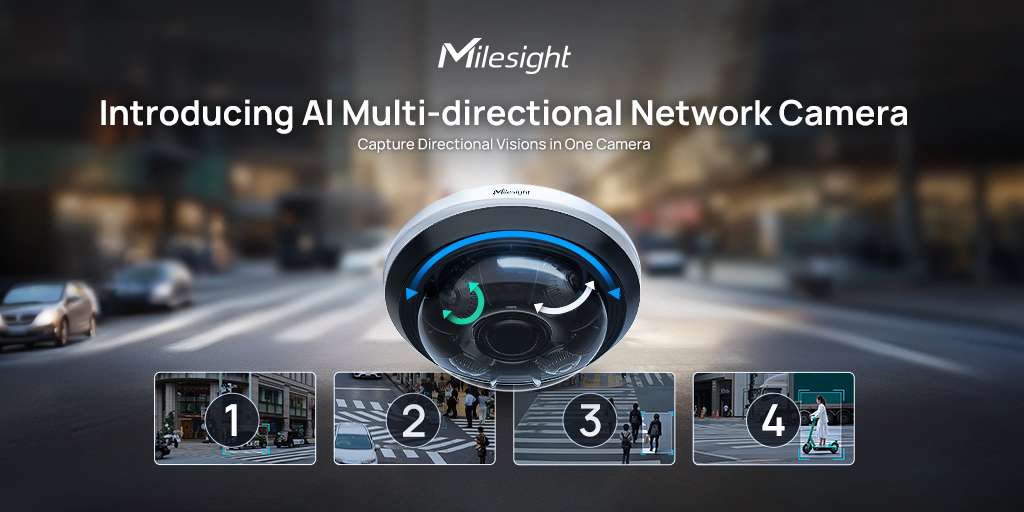 Milesight
Introducing AI Multi-directional Network Camera
Capture Directional Visions in One Camera
Milesight
1
2
3
4